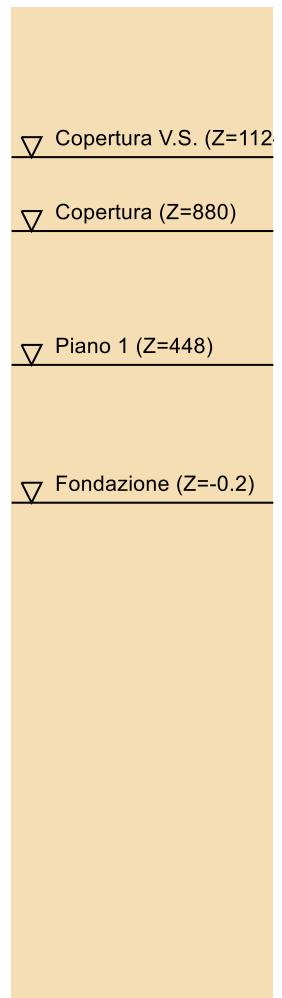 Copertura V.S. (Z=112
Copertura (Z=880)
Piano 1 (Z=448)
Fondazione (Z=-0.2)